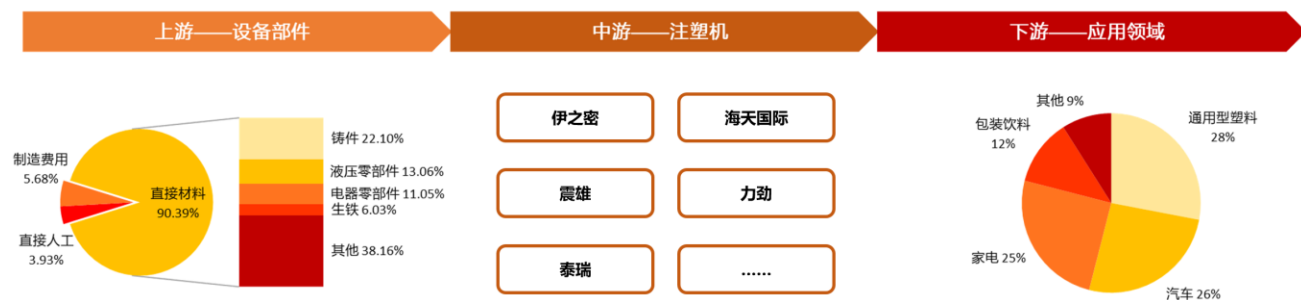 上游——设备部件
中游——注塑机
下游——应用领域
制造费用
5.68%
直接材料
90.39%
直接人工
3.93%
铸件 22.10%
液压零部件 13.06%
电器零部件 11.05%
生铁 6.03%
其他 38.16%
伊之密
海天国际
震雄
力劲
泰瑞
......
其他 9%
通用型塑料
28%
包装饮料
12%
家电 25%
汽车 26%